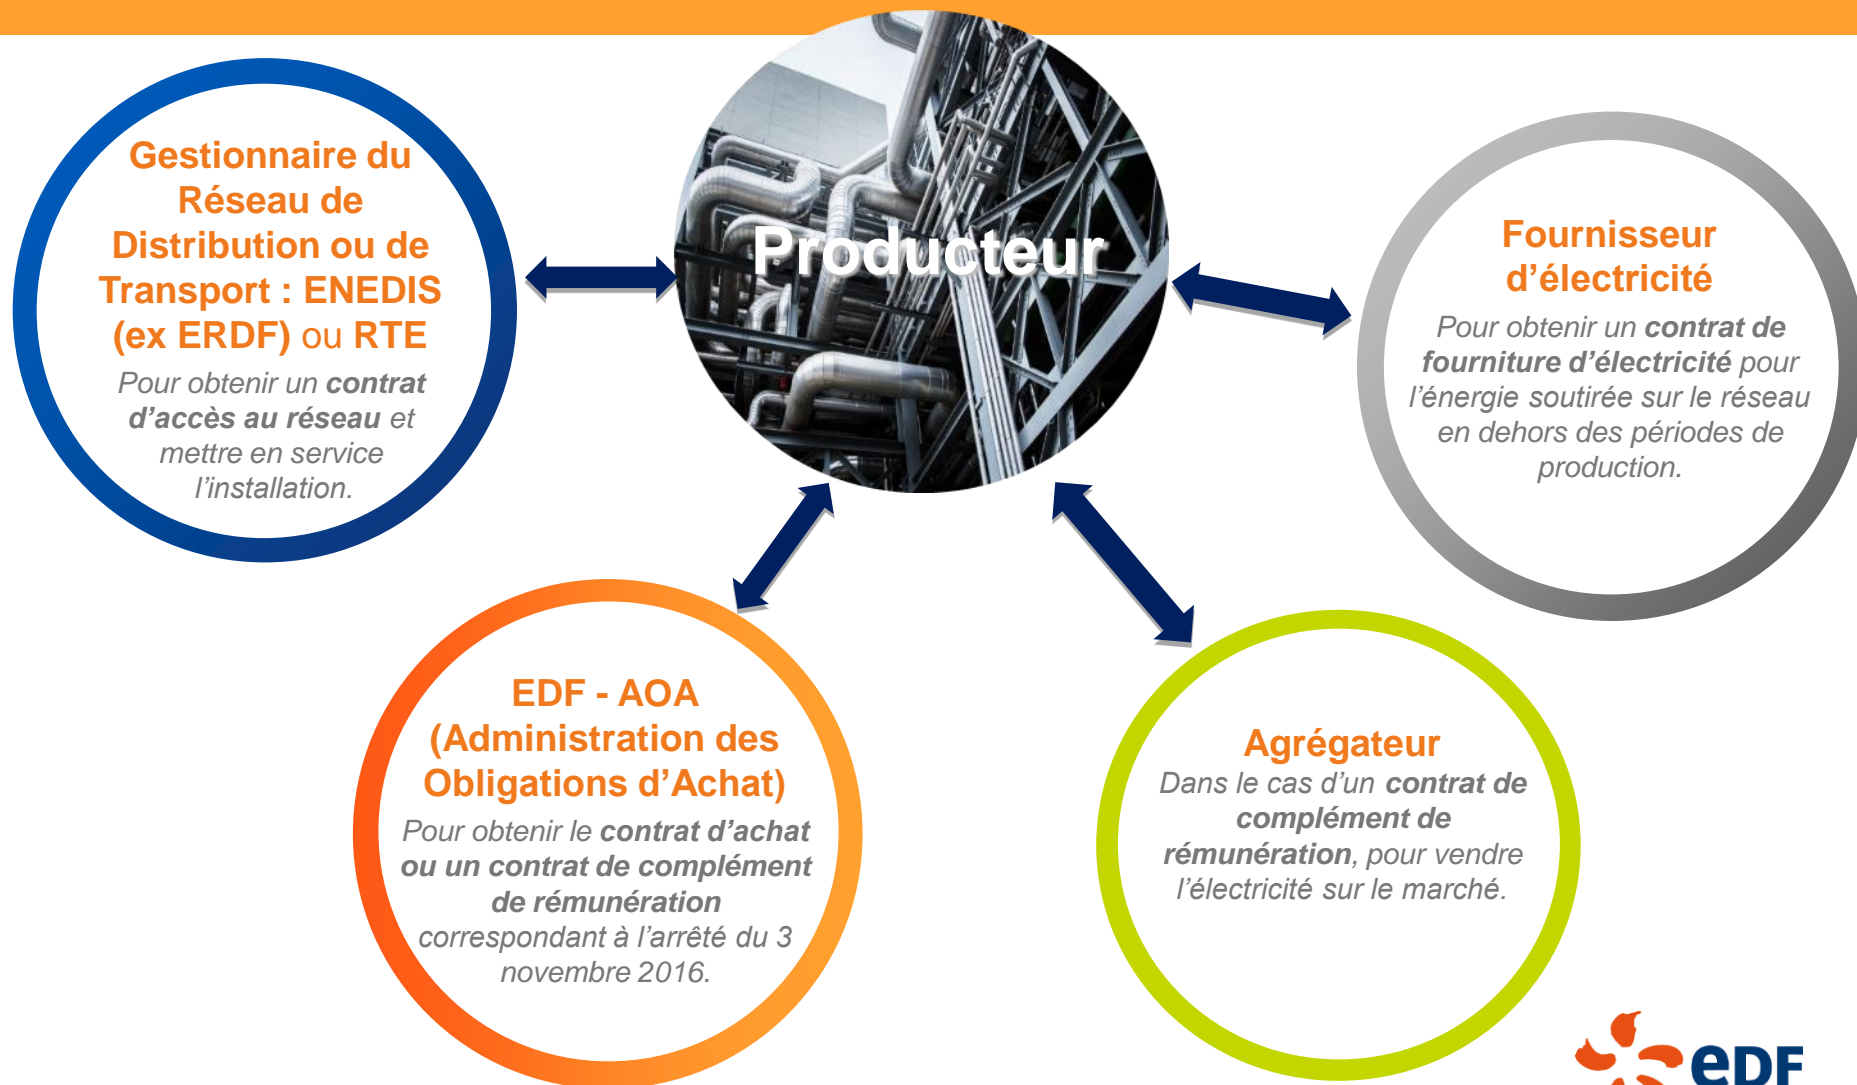 Producteur
Gestionnaire du
Réseau de
Distribution ou de
Transport : ENEDIS
(ex ERDF) ou RTE
Pour obtenir un contrat
d’accès au réseau et
mettre en service
l’installation.
Fournisseur
d’électricité
Pour obtenir un contrat de
fourniture d’électricité pour
l’énergie soutirée sur le réseau
en dehors des périodes de
production.
EDF - AOA
(Administration des
Obligations d’Achat)
Pour obtenir le contrat d’achat
ou un contrat de complément
de rémunération
correspondant à l’arrêté du 3
novembre 2016.
Agrégateur
Dans le cas d’un contrat de
complément de
rémunération, pour vendre
l’électricité sur le marché.
eDF